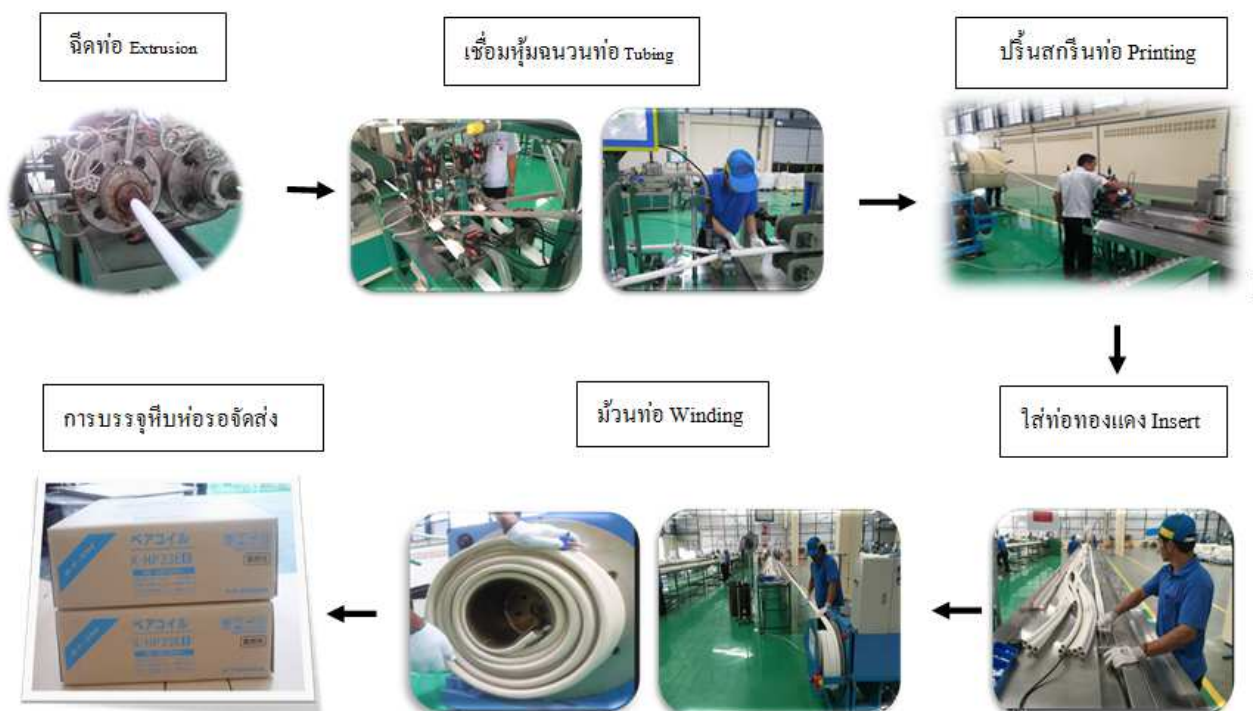 ฉีดท่อ Extrusion
เชื่อมหุ้มฉนวนท่อ Tubing
ปริ้นสกรีนท่อ Printing
ใส่ท่อทองแดง Insert
ม้วนท่อ Winding
การบรรจุหีบห่อรอจัดส่ง
ペアコイル
ペアコイル